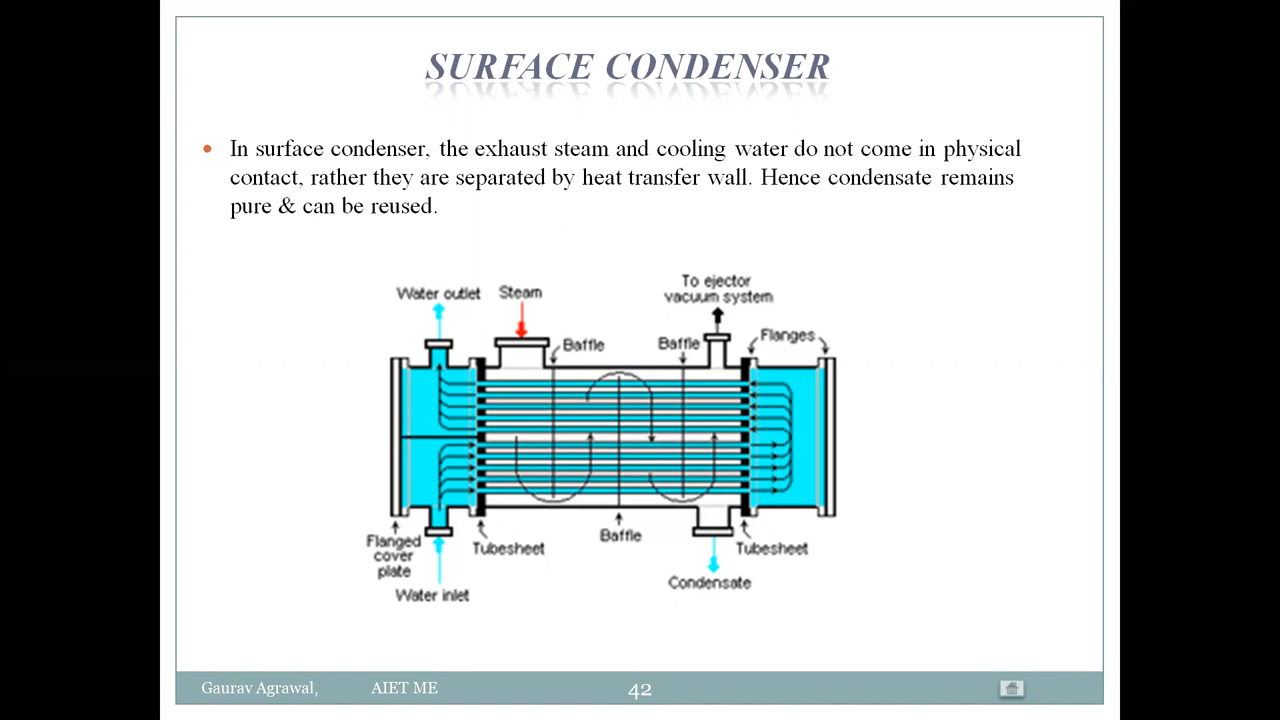 SURFACE CONDENSER
• In surface condenser, the exhaust steam and cooling water do not come in physical
contact, rather they are separated by heat transfer wall. Hence condensate remains
pure & can be reused.
To ejector
vacuum system
Water outlet
Steam
Flanges
Baffle
Baffle
Flanged
cover
plate
Tubesheet
Baffle
Tubesheet
Condensate
Water inlet
Gaurav Agrawal, AIET ME 42